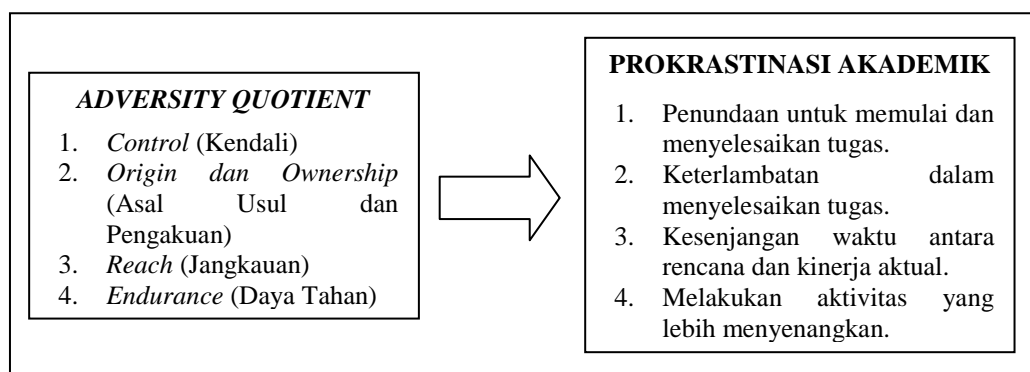 ADVERSITY QUOTIENT
1. Control (Kendali)
2. Origin dan Ownership
(Asal Usul dan
Pengakuan)
3. Reach (Jangkauan)
4. Endurance (Daya Tahan)
PROKRASTINASI AKADEMIK
1. Penundaan untuk memulai dan
menyelesaikan tugas.
2. Keterlambatan dalam
menyelesaikan tugas.
3. Kesenjangan waktu antara
rencana dan kinerja aktual.
4. Melakukan aktivitas yang
lebih menyenangkan.